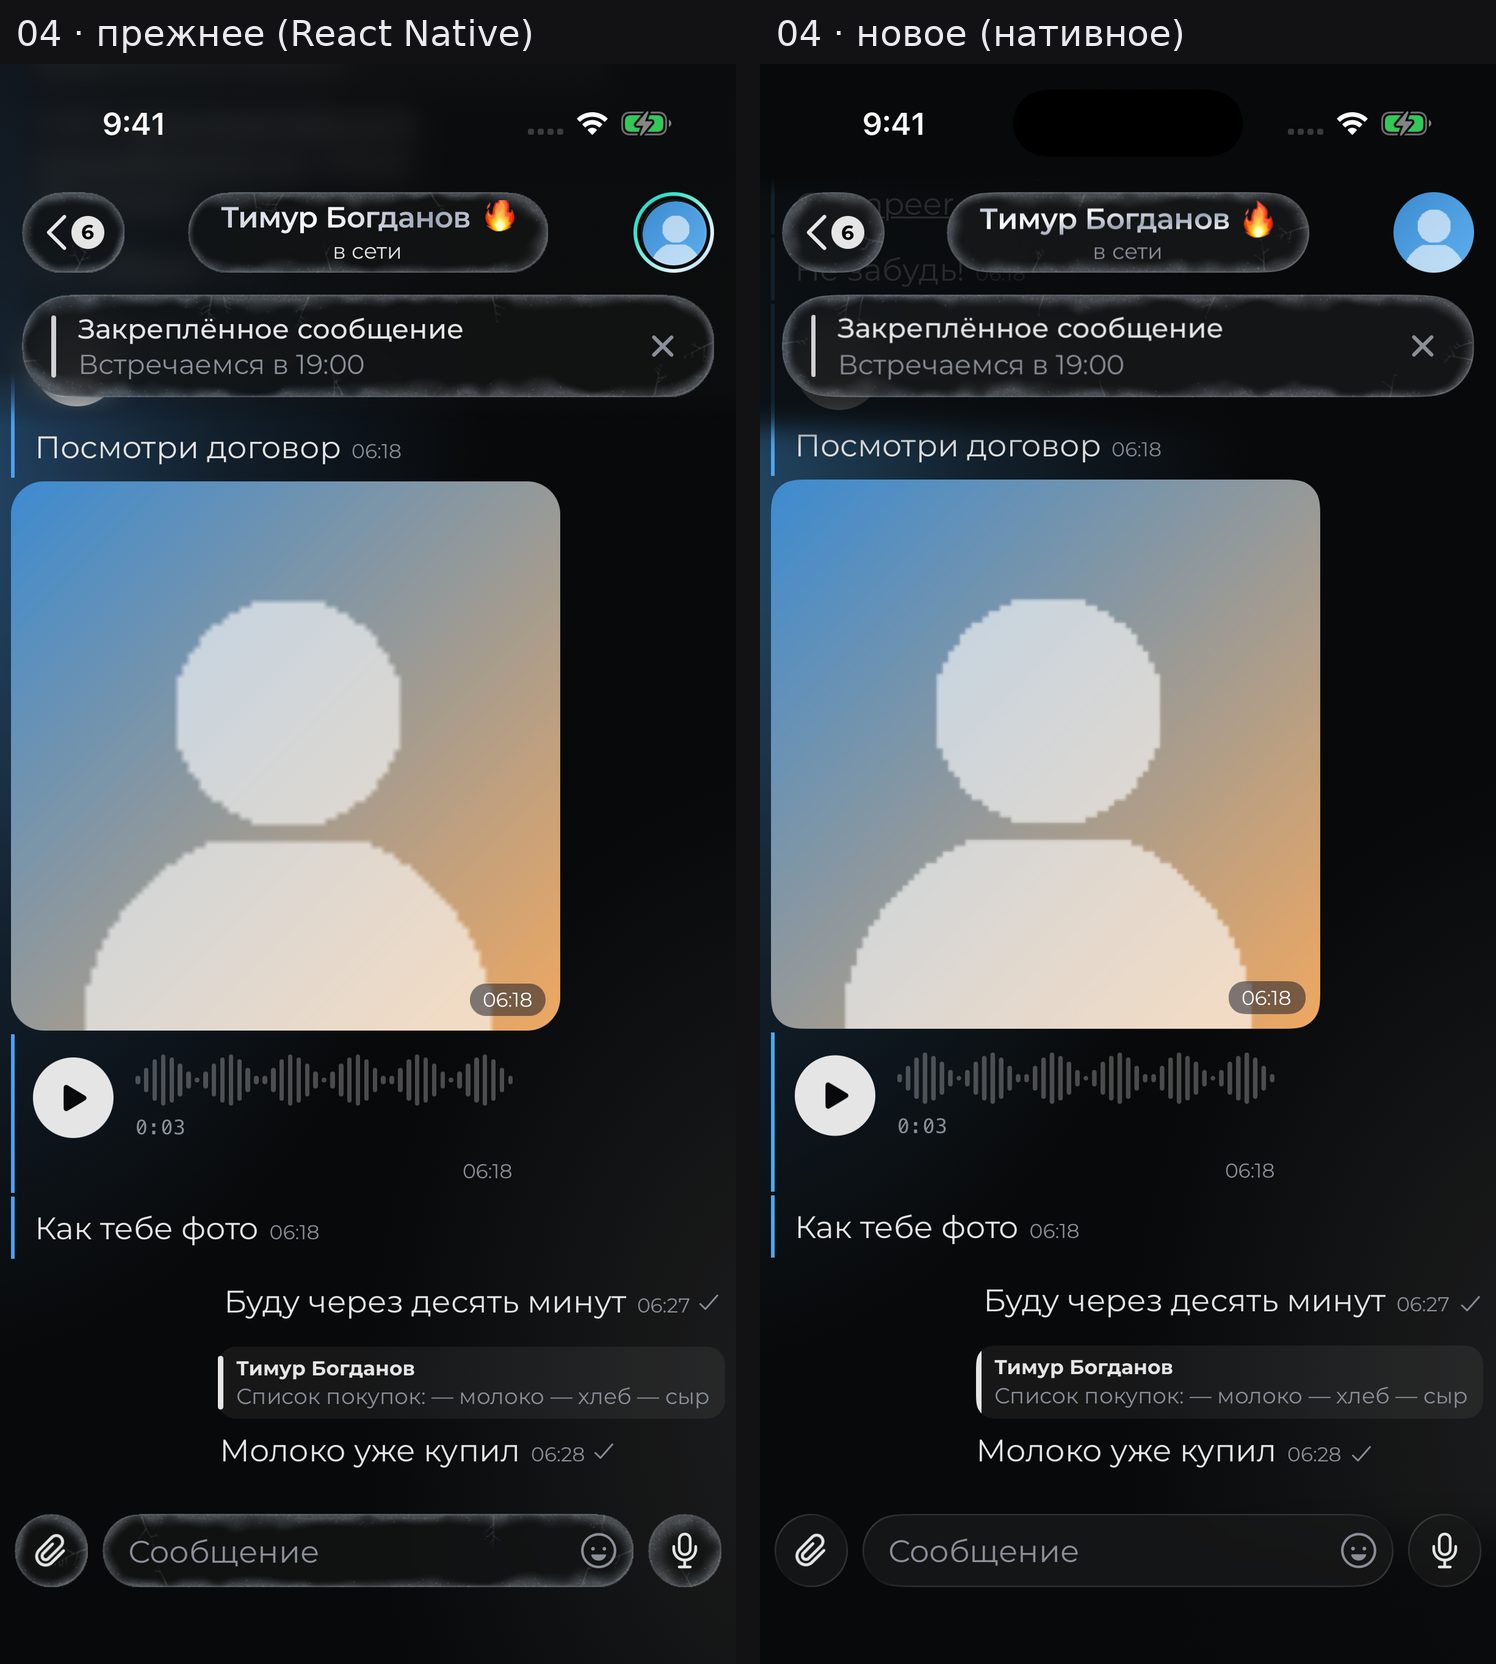 04 · прежнее (React Native)
9:41
6
Тимур Богданов 🔥
в сети
Закреплённое сообщение
Встречаемся в 19:00
Посмотри договор 06:18
06:18
0:03
06:18
Как тебе фото 06:18
Буду через десять минут 06:27
Тимур Богданов
Список покупок: — молоко — хлеб — сыр
Молоко уже купил 06:28
Сообщение
04 · новое (нативное)
9:41
6
Тимур Богданов 🔥
в сети
Не забудь! 06:18
Закреплённое сообщение
Встречаемся в 19:00
Посмотри договор 06:18
06:18
0:03
06:18
Как тебе фото 06:18
Буду через десять минут 06:27
Тимур Богданов
Список покупок: — молоко — хлеб — сыр
Молоко уже купил 06:28
Сообщение